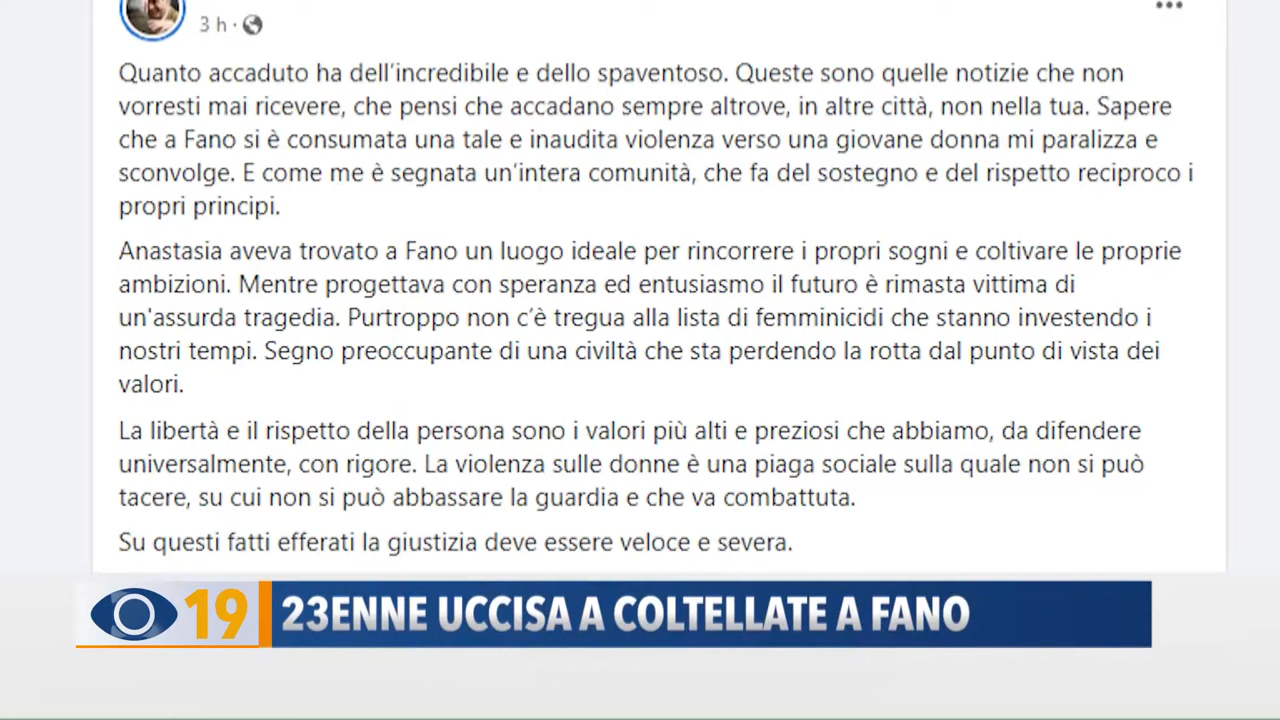 3 h ·
Quanto accaduto ha dell’incredibile e dello spaventoso. Queste sono quelle notizie che non
vorresti mai ricevere, che pensi che accadano sempre altrove, in altre città, non nella tua. Sapere
che a Fano si è consumata una tale e inaudita violenza verso una giovane donna mi paralizza e
sconvolge. E come me è segnata un’intera comunità, che fa del sostegno e del rispetto reciproco i
propri principi.
Anastasia aveva trovato a Fano un luogo ideale per rincorrere i propri sogni e coltivare le proprie
ambizioni. Mentre progettava con speranza ed entusiasmo il futuro è rimasta vittima di
un'assurda tragedia. Purtroppo non c’è tregua alla lista di femminicidi che stanno investendo i
nostri tempi. Segno preoccupante di una civiltà che sta perdendo la rotta dal punto di vista dei
valori.
La libertà e il rispetto della persona sono i valori più alti e preziosi che abbiamo, da difendere
universalmente, con rigore. La violenza sulle donne è una piaga sociale sulla quale non si può
tacere, su cui non si può abbassare la guardia e che va combattuta.
Su questi fatti efferati la giustizia deve essere veloce e severa.
19 23ENNE UCCISA A COLTELLATE A FANO